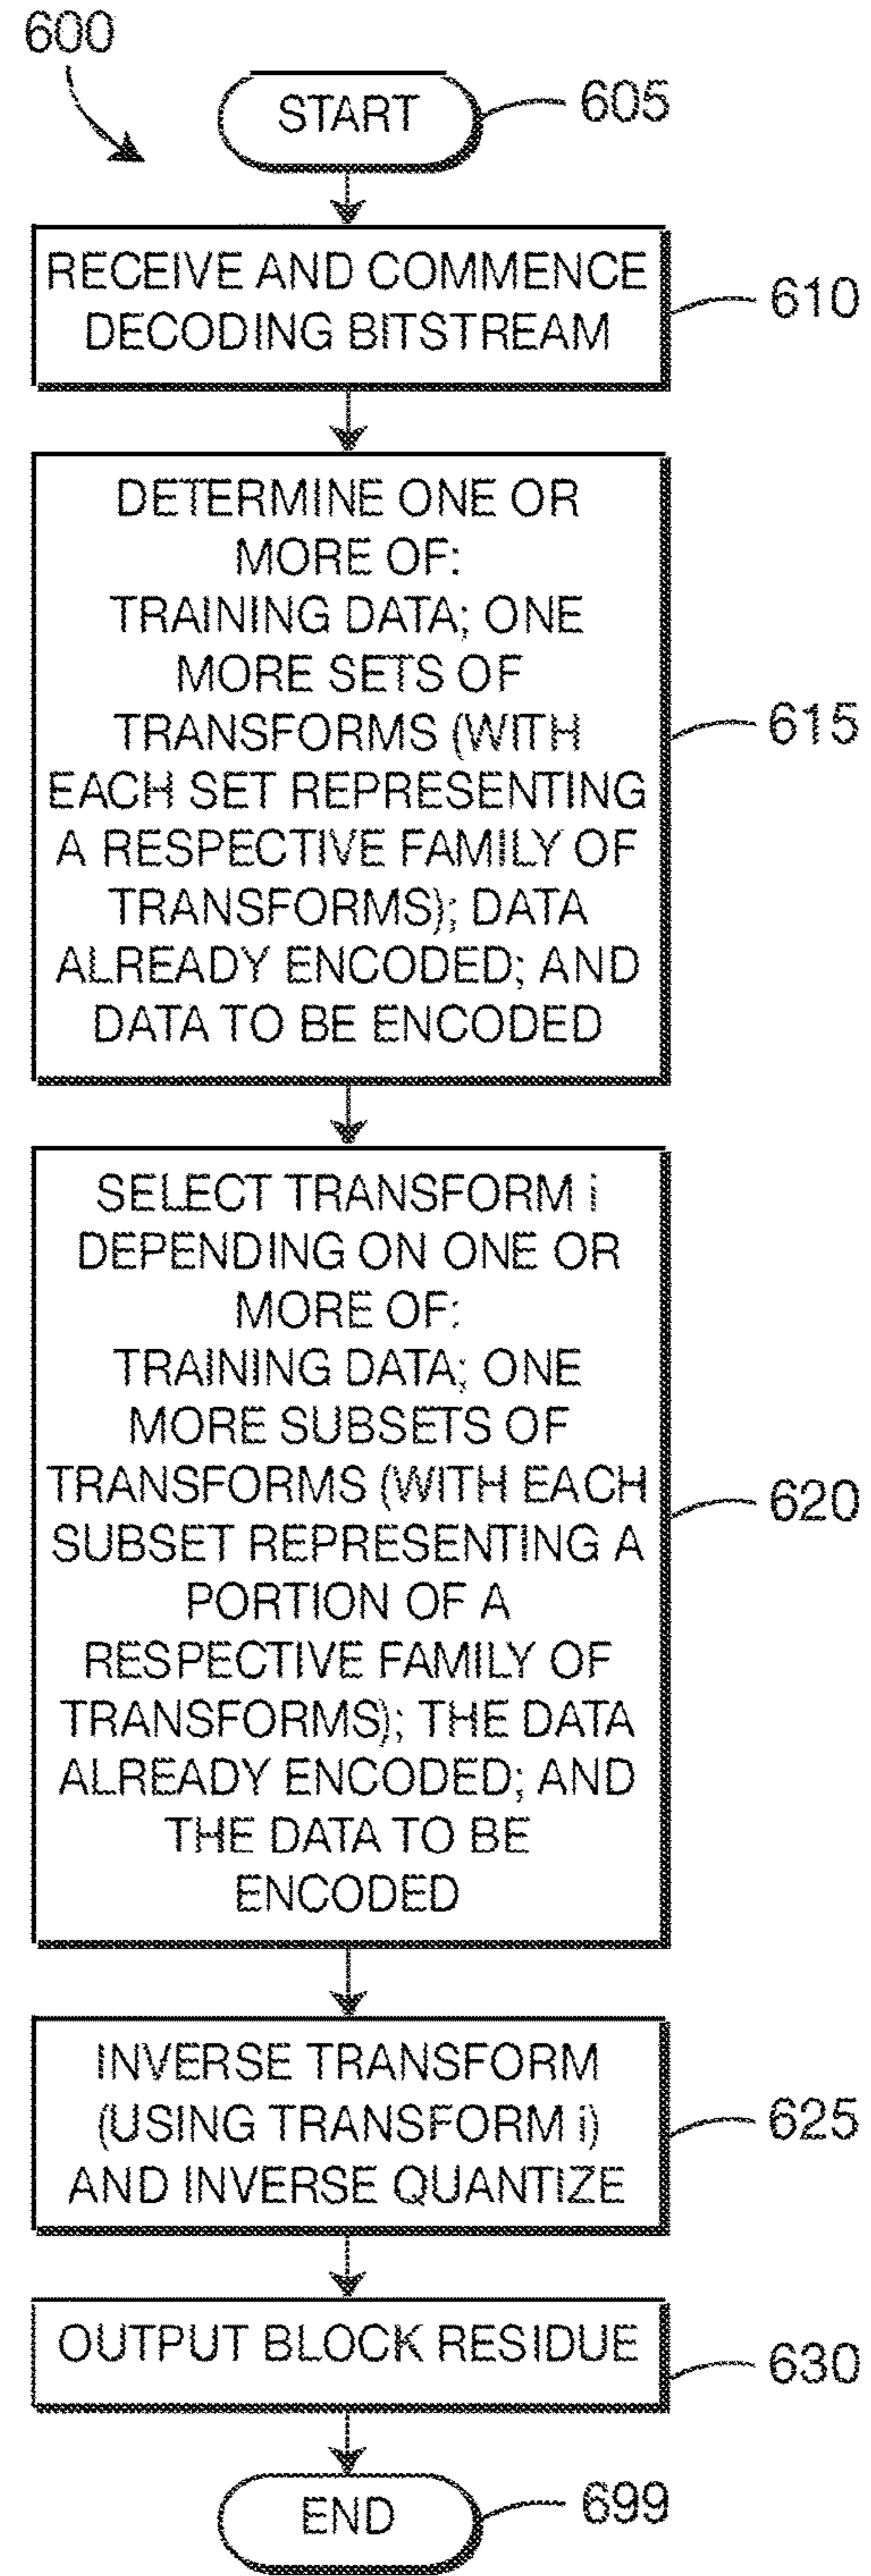 600
START
605
RECEIVE AND COMMENCE
DECODING BITSTREAM
610
DETERMINE ONE OR
MORE OF:
TRAINING DATA; ONE
MORE SETS OF
TRANSFORMS (WITH
EACH SET REPRESENTING
A RESPECTIVE FAMILY OF
TRANSFORMS); DATA
ALREADY ENCODED; AND
DATA TO BE ENCODED
615
SELECT TRANSFORM i
DEPENDING ON ONE OR
MORE OF:
TRAINING DATA; ONE
MORE SUBSETS OF
TRANSFORMS (WITH EACH
SUBSET REPRESENTING A
PORTION OF A
RESPECTIVE FAMILY OF
TRANSFORMS); THE DATA
ALREADY ENCODED; AND
THE DATA TO BE
ENCODED
620
INVERSE TRANSFORM
(USING TRANSFORM i)
AND INVERSE QUANTIZE
625
OUTPUT BLOCK RESIDUE
630
END
699